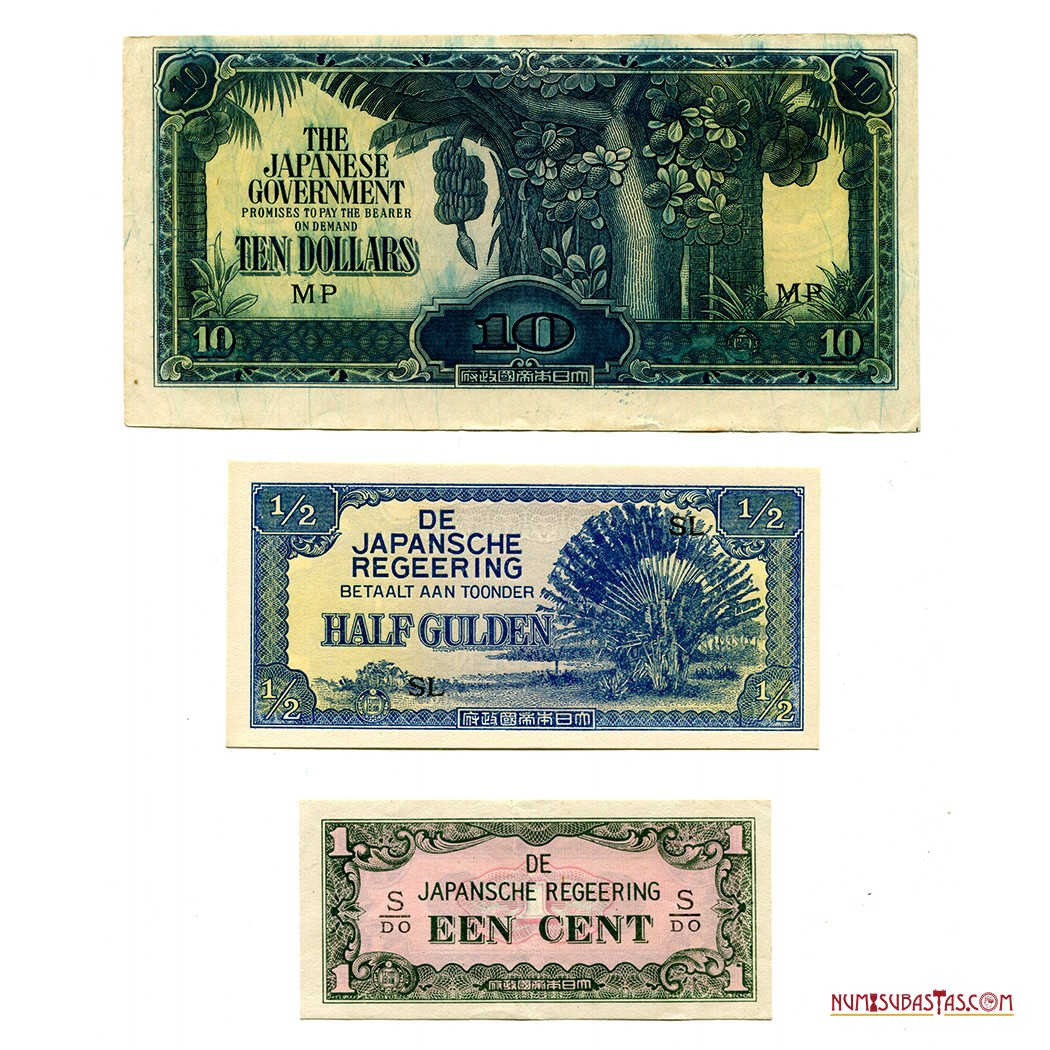 10 10
THE
JAPANESE
GOVERNMENT
PROMISES TO PAY THE BEARER
ON DEMAND
TEN DOLLARS
MP MP
10 10 10
府政國帝本日大
1/2 1/2
SL
DE
JAPANSCHE
REGEERING
BETAALT AAN TOONDER
HALF GULDEN
SL
1/2 1/2
府政國帝本日大
1 1
DE
JAPANSCHE REGEERING
S/DO EEN CENT S/DO
1
1 1
府政國帝本日大
NUMISUBASTAS.COM